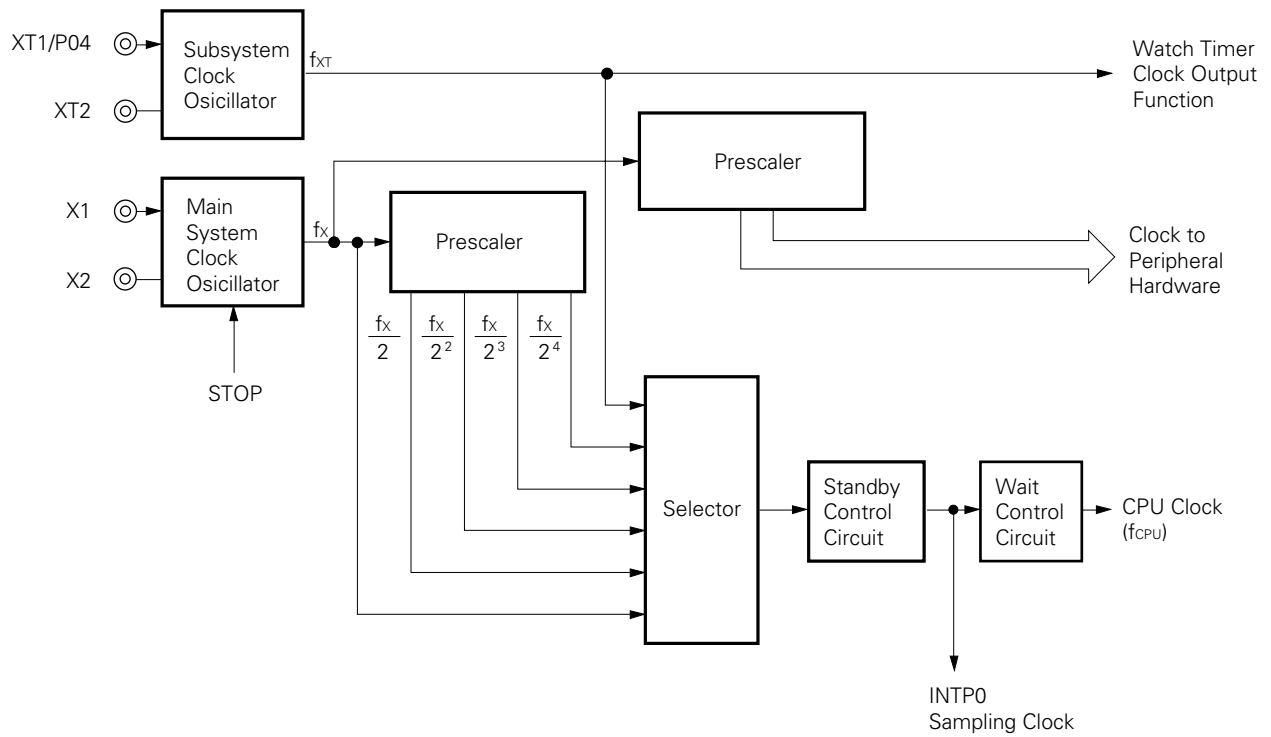 XT1/P04
XT2
Subsystem
Clock
Osicillator
fXT
Watch Timer
Clock Output
Function
Prescaler
X1
X2
Main
System
Clock
Osicillator
fX
Prescaler
Clock to
Peripheral
Hardware
STOP
fX/2
fX/2²
fX/2³
fX/2⁴
Selector
Standby
Control
Circuit
Wait
Control
Circuit
CPU Clock
(fCPU)
INTP0
Sampling Clock